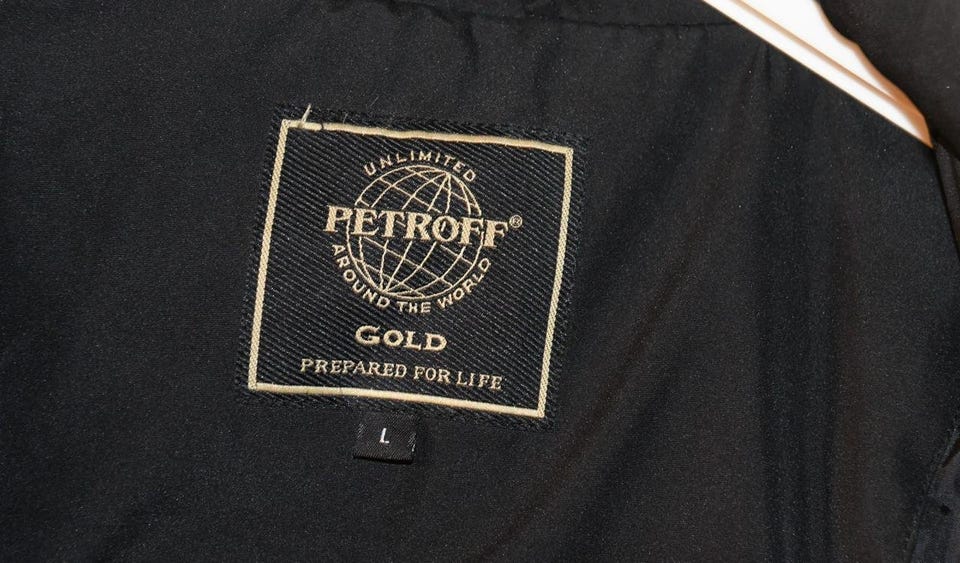 UNLIMITED
PETROFF®
AROUND THE WORLD
GOLD
PREPARED FOR LIFE
L